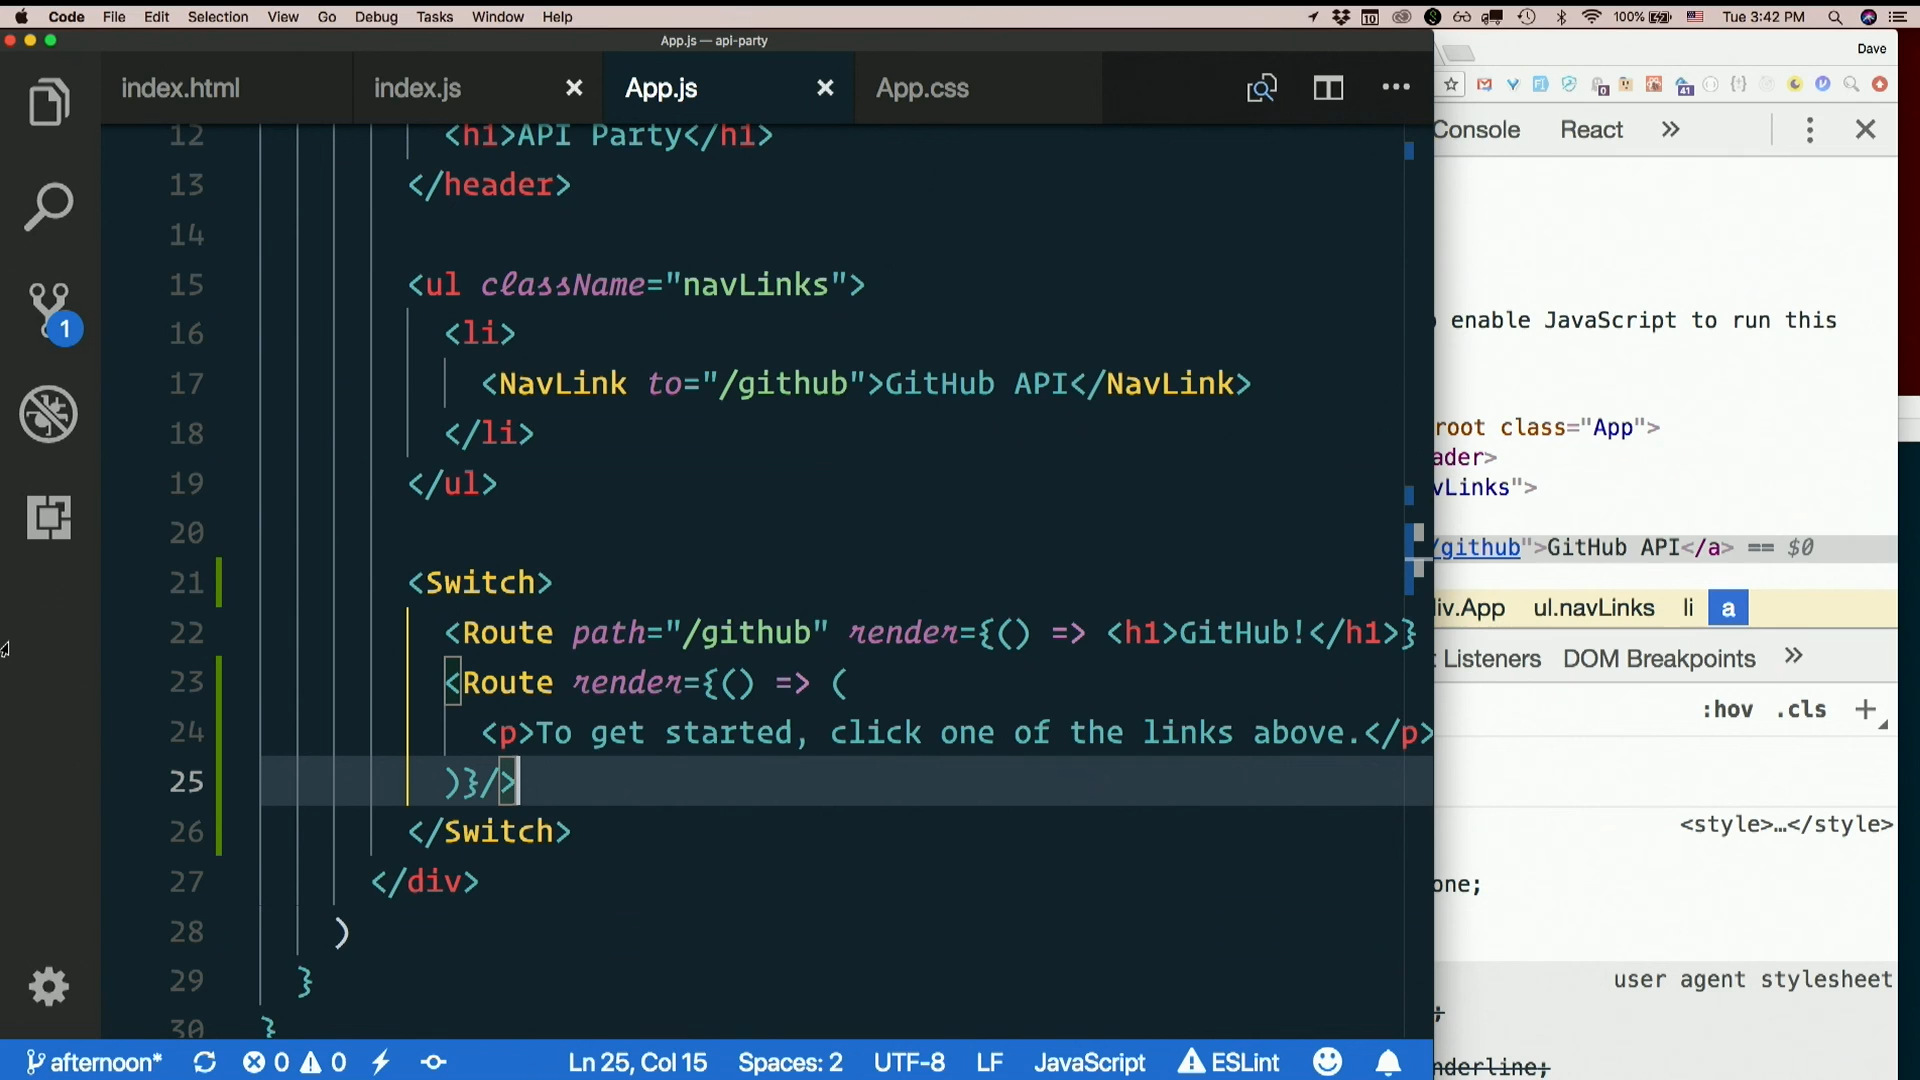 Code File Edit Selection View Go Debug Tasks Window Help 10 100% Tue 3:42 PM
App.js — api-party
Dave
index.html index.js App.js App.css
41
Console React
12 <h1>API Party</h1>
13 </header>
14
15 <ul className="navLinks">
16 <li>
17 <NavLink to="/github">GitHub API</NavLink>
18 </li>
19 </ul>
20
21 <Switch>
22 <Route path="/github" render={() => <h1>GitHub!</h1>}
23 <Route render={() => (
24 <p>To get started, click one of the links above.</p>
25 )}/>
26 </Switch>
27 </div>
28 )
29 }
30 }
1
enable JavaScript to run this
root class="App">
ader>
vLinks">
/github">GitHub API</a> == $0
div.App ul.navLinks li a
t Listeners DOM Breakpoints
:hov .cls +
<style>…</style>
one;
user agent stylesheet
nderline;
afternoon* 0 0 Ln 25, Col 15 Spaces: 2 UTF-8 LF JavaScript ESLint